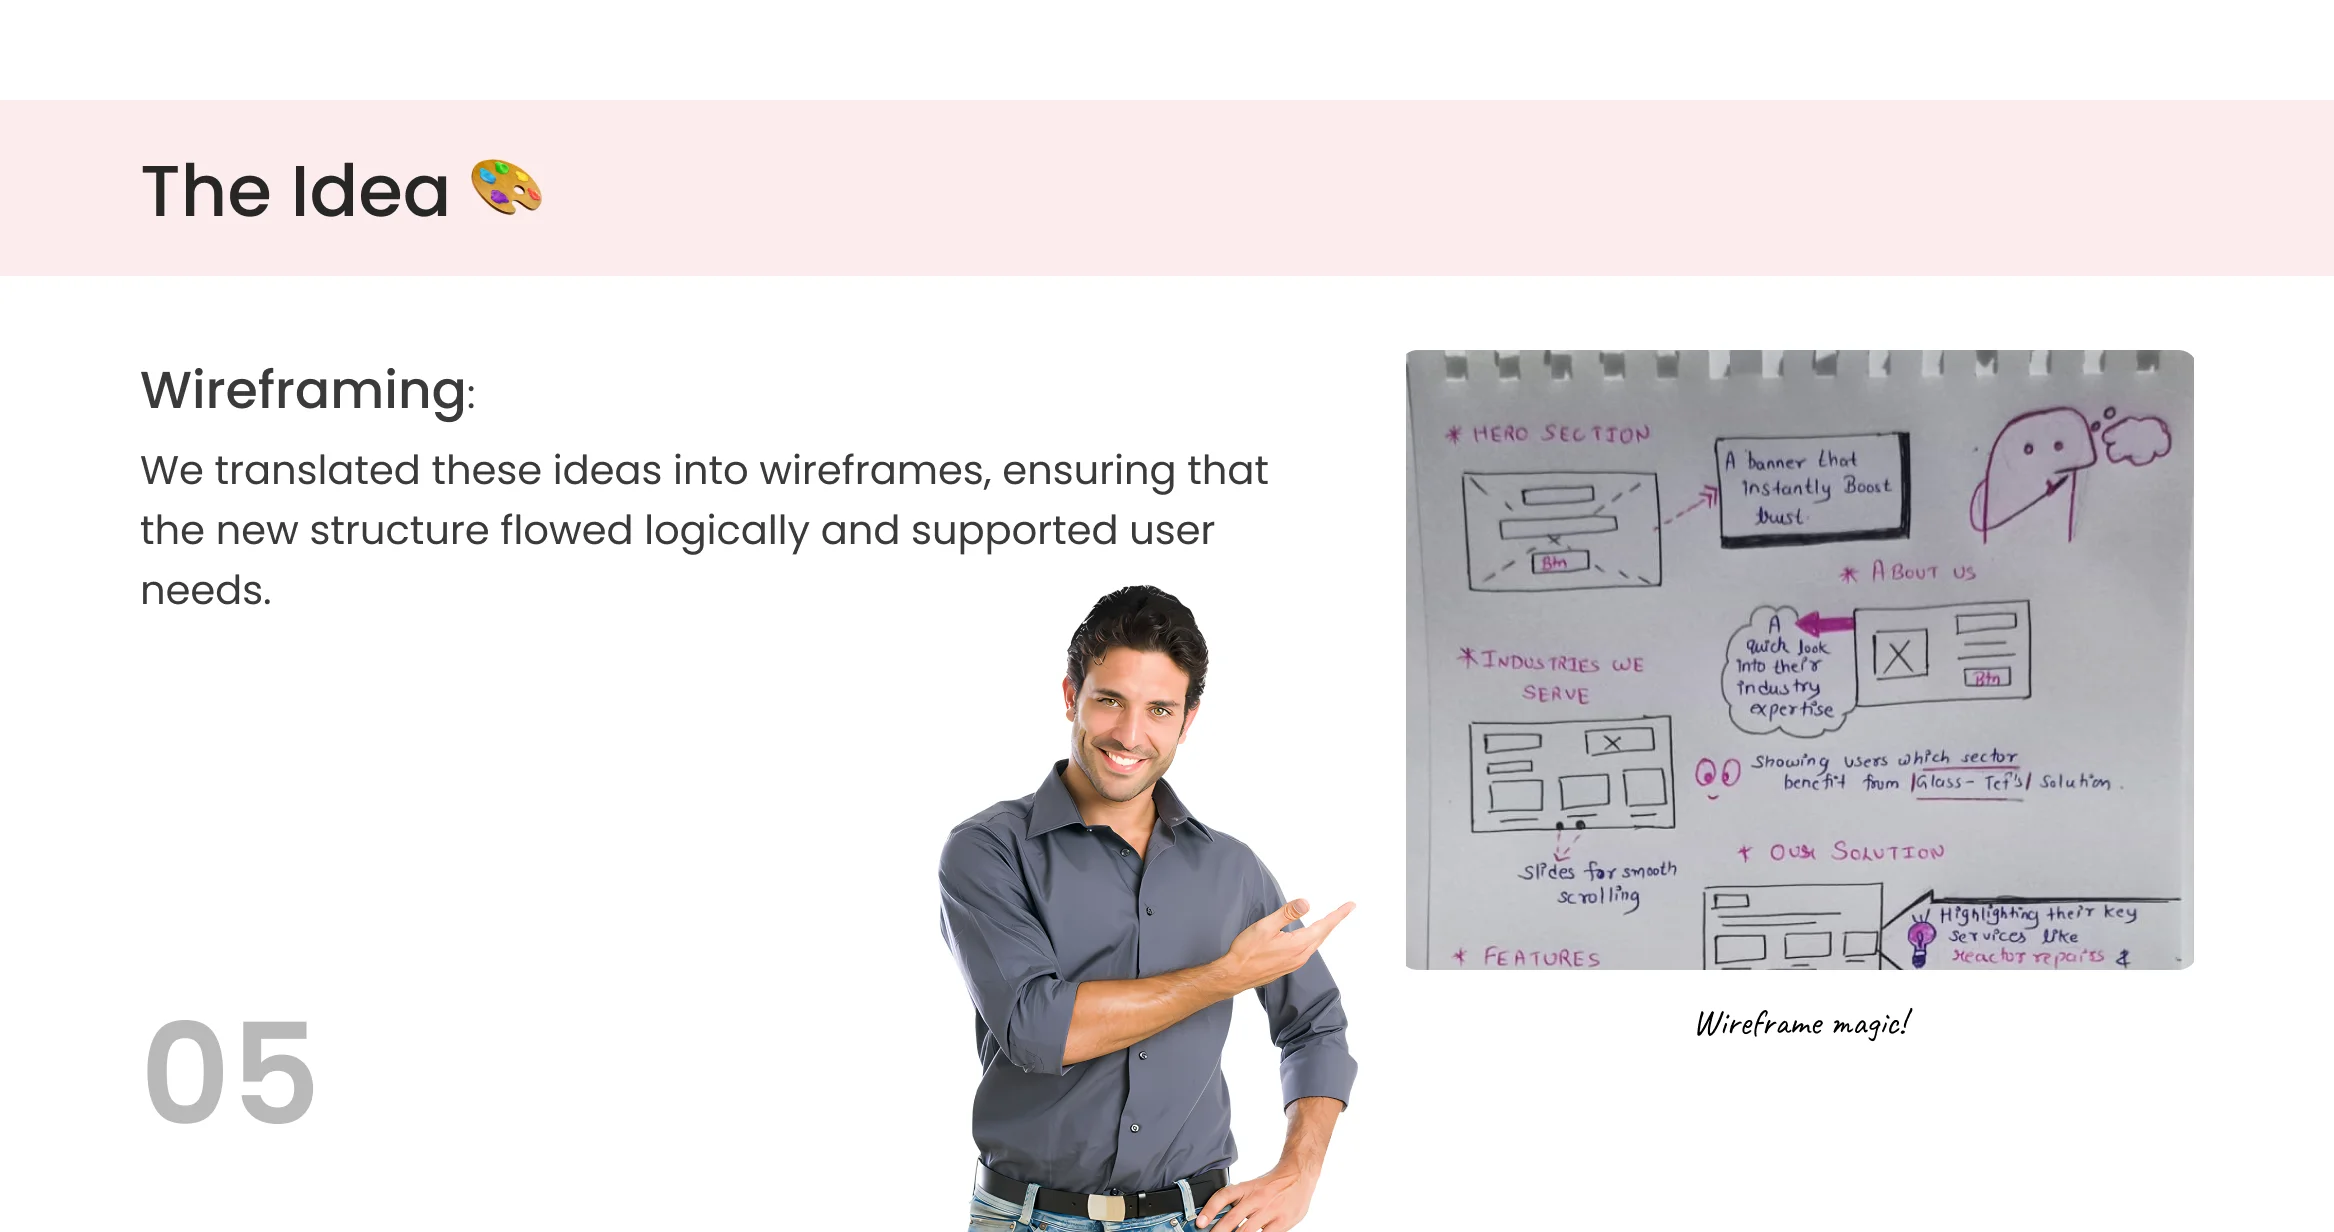 The Idea
Wireframing:
We translated these ideas into wireframes, ensuring that
the new structure flowed logically and supported user
needs.
05
* HERO SECTION
Btn
A banner that
instantly Boost
trust.
* ABOUT US
A
quick look
into their
industry
expertise
Btn
* INDUSTRIES WE
SERVE
Showing users which sector
benefit from |Glass-Tef's| solution.
Slides for smooth
scrolling
* OUR SOLUTION
Highlighting their key
services like
reactor repairs &
* FEATURES
Wireframe magic!